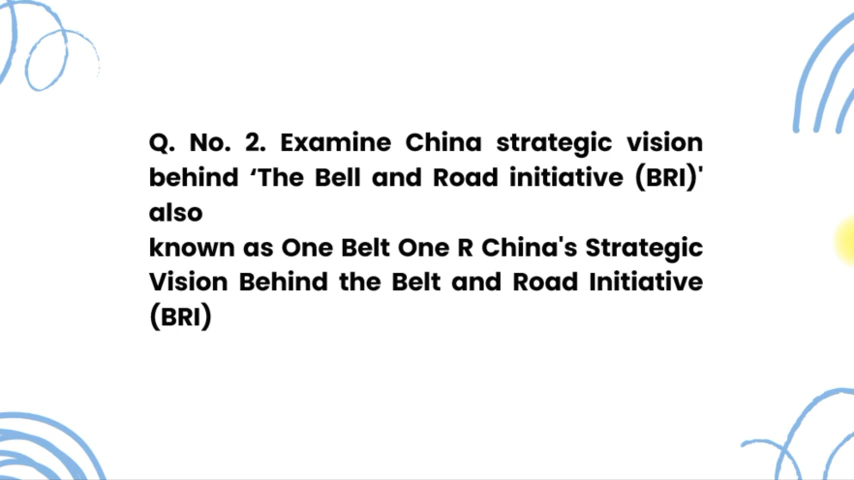 Q. No. 2. Examine China strategic vision
behind ‘The Bell and Road initiative (BRI)'
also
known as One Belt One R China's Strategic
Vision Behind the Belt and Road Initiative
(BRI)